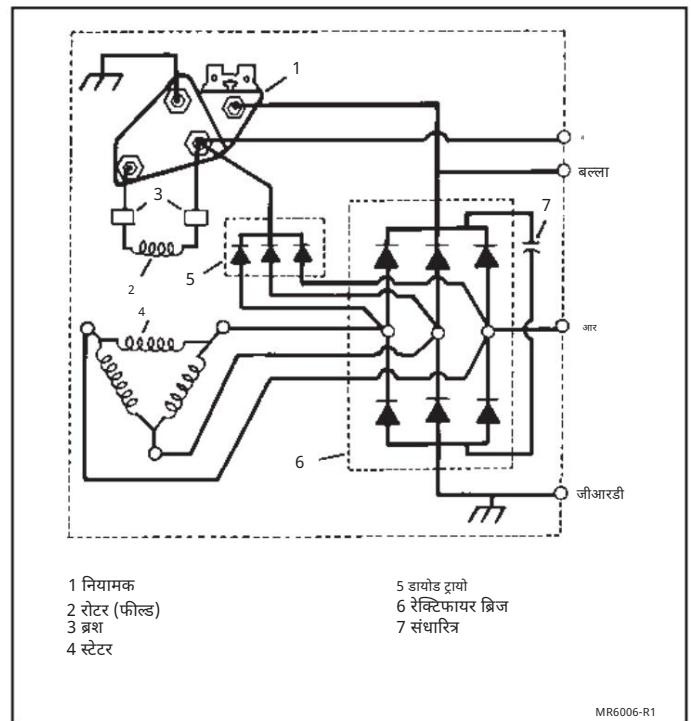 1
बल्ला
3
7
5
2
4
आर
6
जीआरडी
1 नियामक
2 रोटर (फील्ड)
3 ब्रश
4 स्टेटर
5 डायोड ट्रायो
6 रेक्टिफायर ब्रिज
7 संधारित्र
MR6006-R1